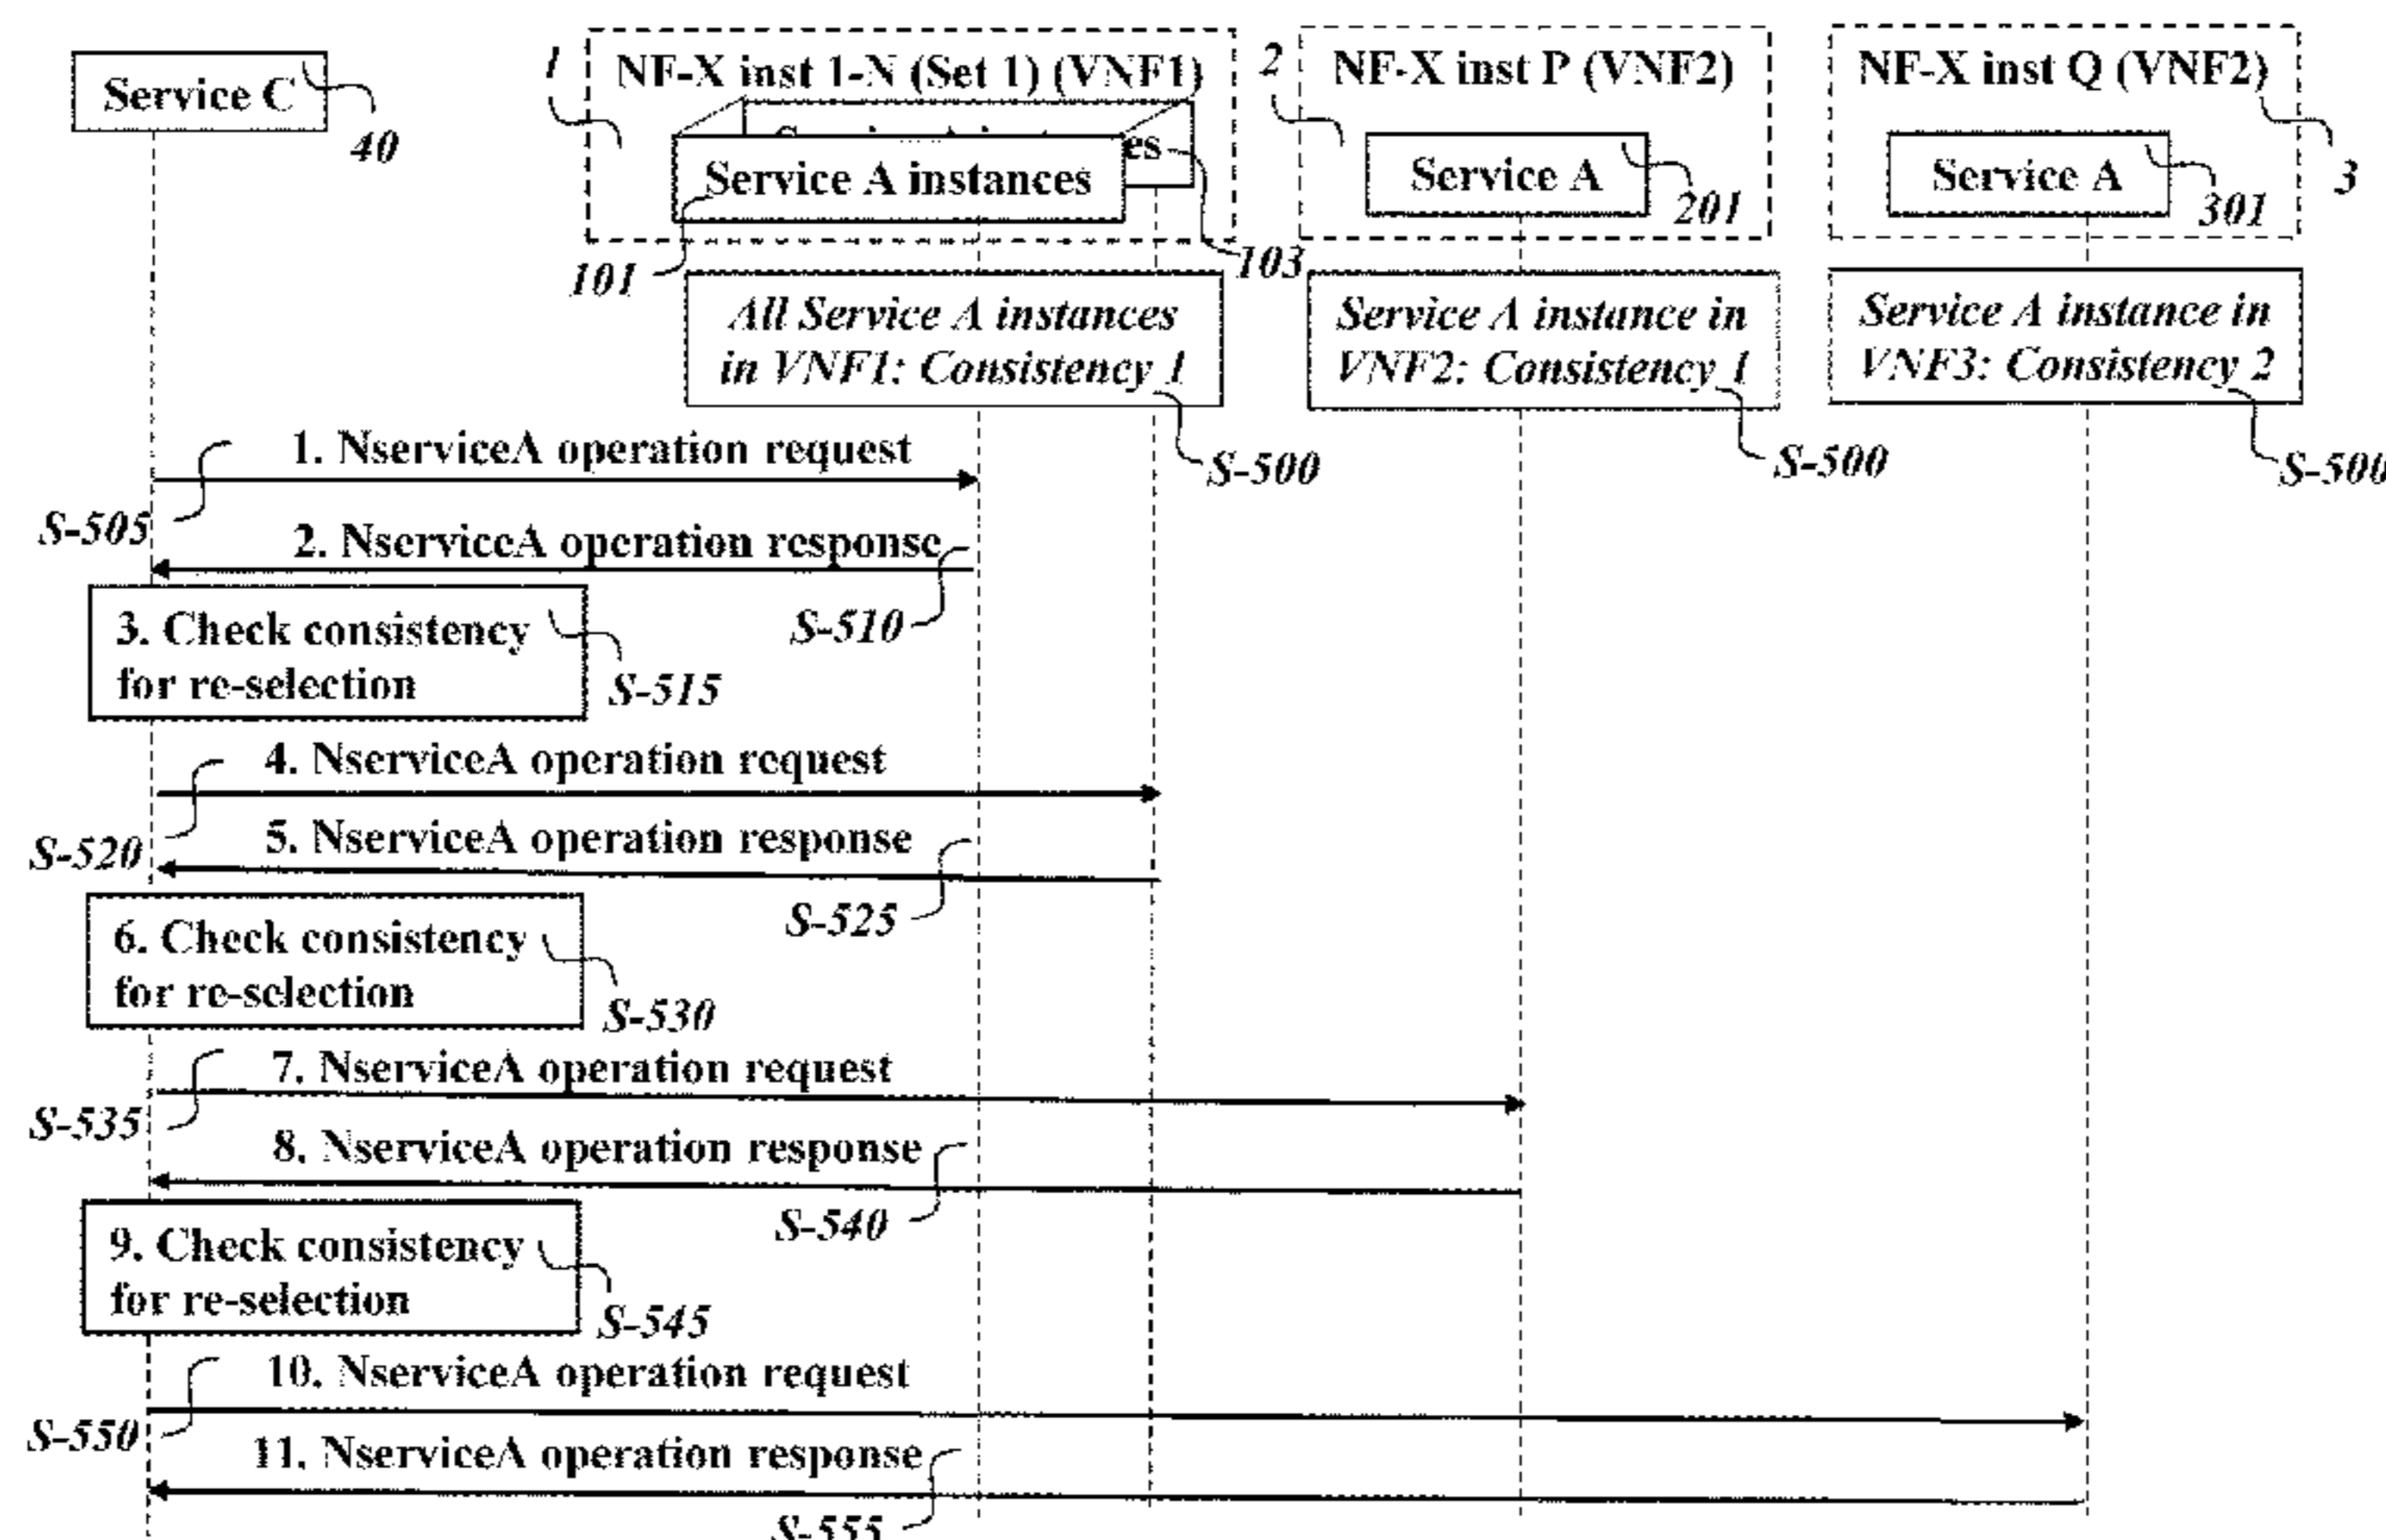 Service C
40
1
NF-X inst 1-N (Set 1) (VNF1)
es
Service A instances
101
103
2
NF-X inst P (VNF2)
Service A
201
NF-X inst Q (VNF2)
Service A
301
3
All Service A instances
in VNF1: Consistency 1
S-500
Service A instance in
VNF2: Consistency 1
S-500
Service A instance in
VNF3: Consistency 2
S-500
1. NserviceA operation request
S-505
2. NserviceA operation response
S-510
3. Check consistency
for re-selection
S-515
4. NserviceA operation request
S-520
5. NserviceA operation response
S-525
6. Check consistency
for re-selection
S-530
7. NserviceA operation request
S-535
8. NserviceA operation response
S-540
9. Check consistency
for re-selection
S-545
10. NserviceA operation request
S-550
11. NserviceA operation response
S-555